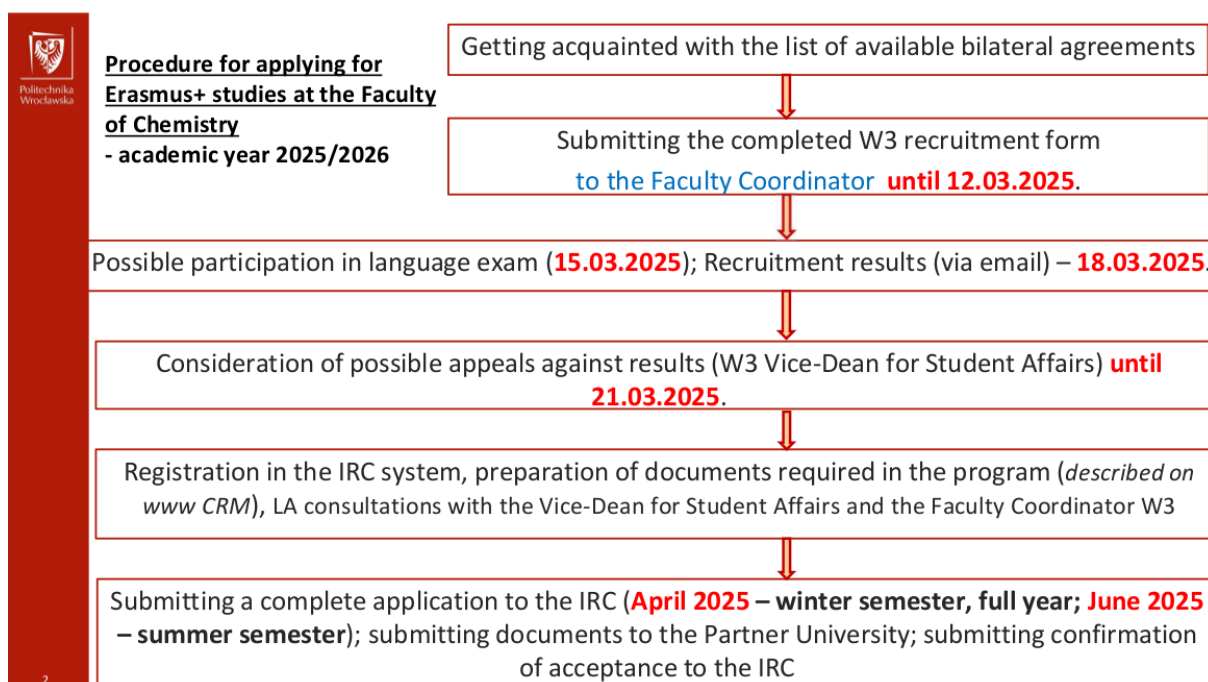 Politechnika
Wrocławska
Procedure for applying for
Erasmus+ studies at the Faculty
of Chemistry
- academic year 2025/2026
Getting acquainted with the list of available bilateral agreements
Submitting the completed W3 recruitment form
to the Faculty Coordinator until 12.03.2025.
Possible participation in language exam (15.03.2025); Recruitment results (via email) – 18.03.2025.
Consideration of possible appeals against results (W3 Vice-Dean for Student Affairs) until
21.03.2025.
Registration in the IRC system, preparation of documents required in the program (described on
www CRM), LA consultations with the Vice-Dean for Student Affairs and the Faculty Coordinator W3
Submitting a complete application to the IRC (April 2025 – winter semester, full year; June 2025
– summer semester); submitting documents to the Partner University; submitting confirmation
of acceptance to the IRC
2